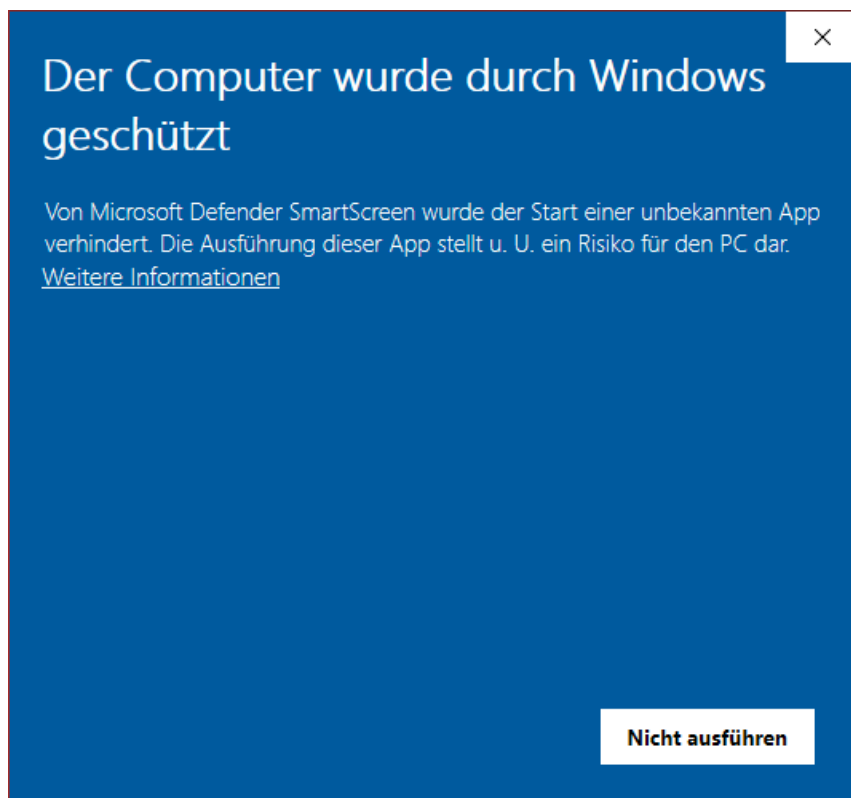 Der Computer wurde durch Windows
geschützt
Von Microsoft Defender SmartScreen wurde der Start einer unbekannten App
verhindert. Die Ausführung dieser App stellt u. U. ein Risiko für den PC dar.
Weitere Informationen
Nicht ausführen